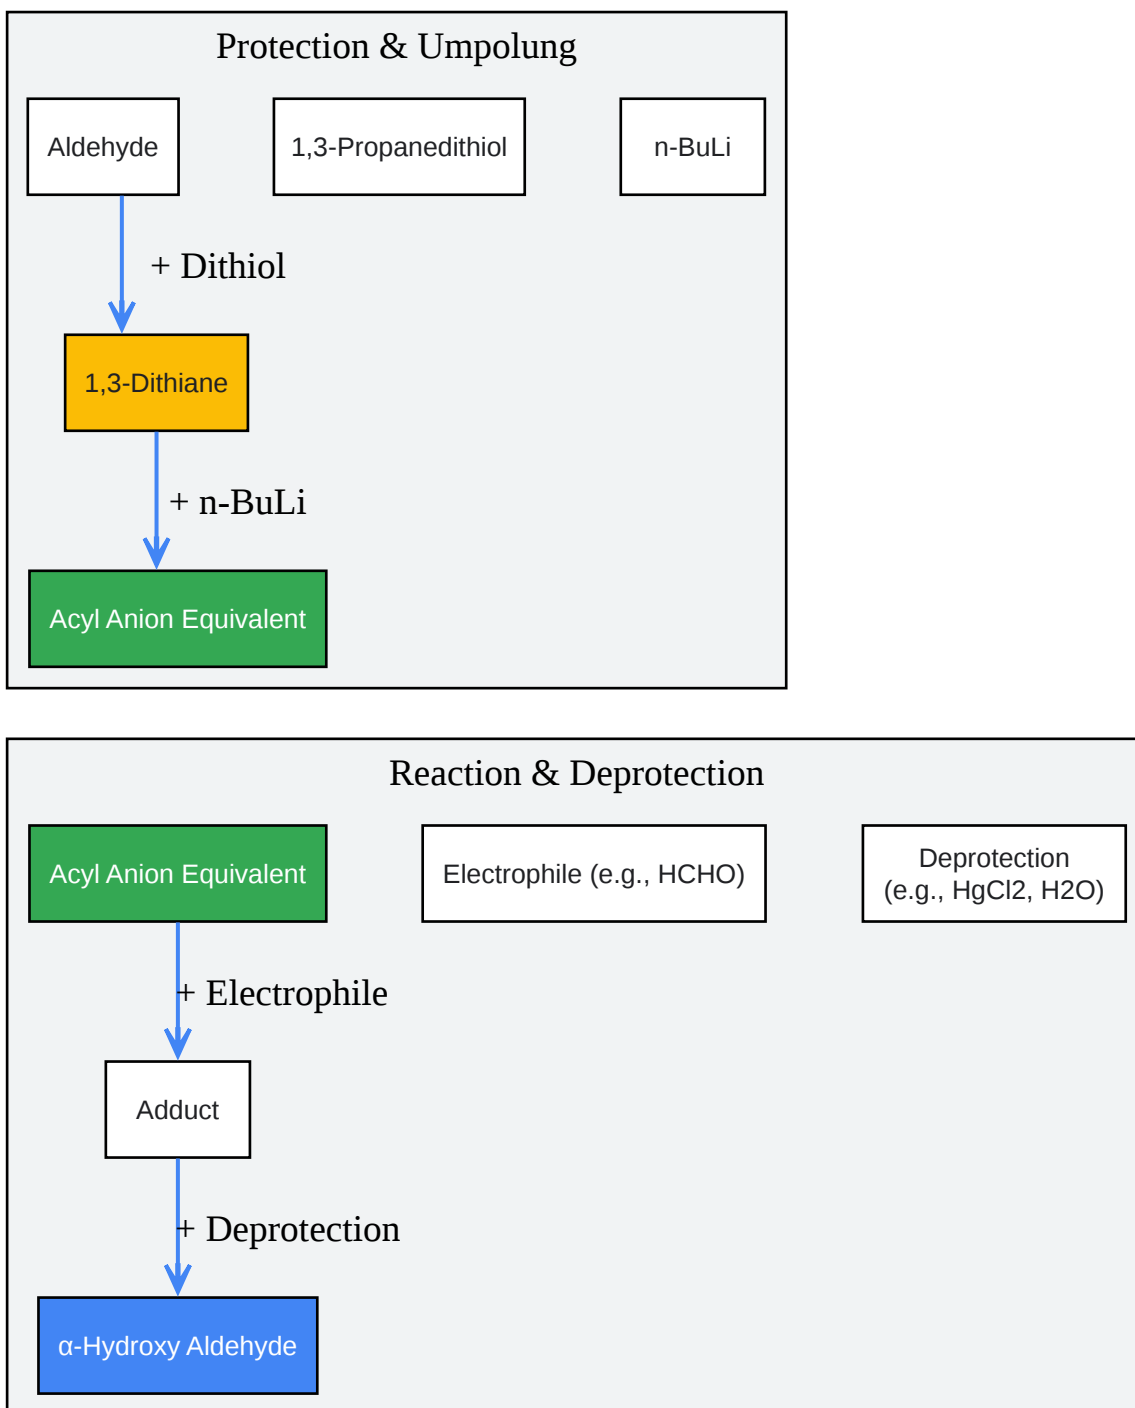 Protection & Umpolung
Aldehyde
1,3-Propanedithiol
n-BuLi
+ Dithiol
1,3-Dithiane
+ n-BuLi
Acyl Anion Equivalent
Reaction & Deprotection
Acyl Anion Equivalent
Electrophile (e.g., HCHO)
Deprotection
(e.g., HgCl2, H2O)
+ Electrophile
Adduct
+ Deprotection
α-Hydroxy Aldehyde